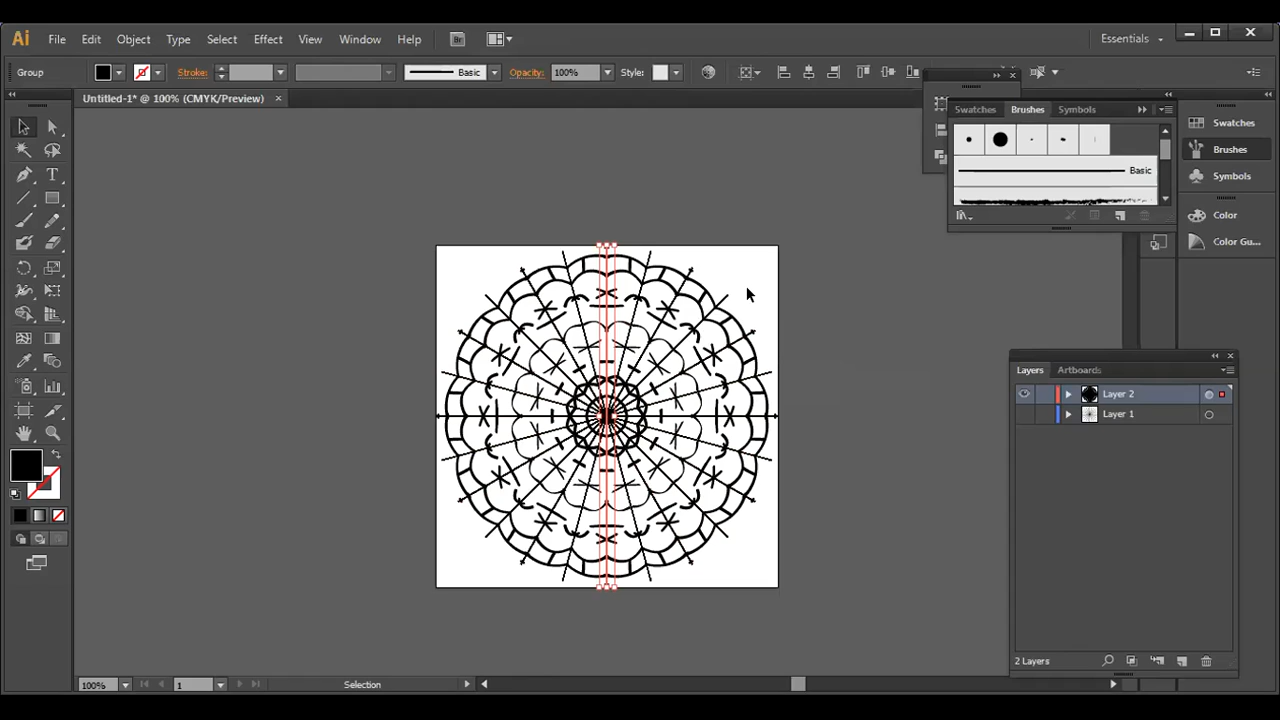 Ai File Edit Object Type Select Effect View Window Help Br Essentials
Group Stroke: Basic Opacity: 100% Style:
Untitled-1* @ 100% (CMYK/Preview)
Swatches Brushes Symbols
Basic
Swatches
Brushes
Symbols
Color
Color Gu...
Layers Artboards
Layer 2
Layer 1
2 Layers
100% 1 Selection